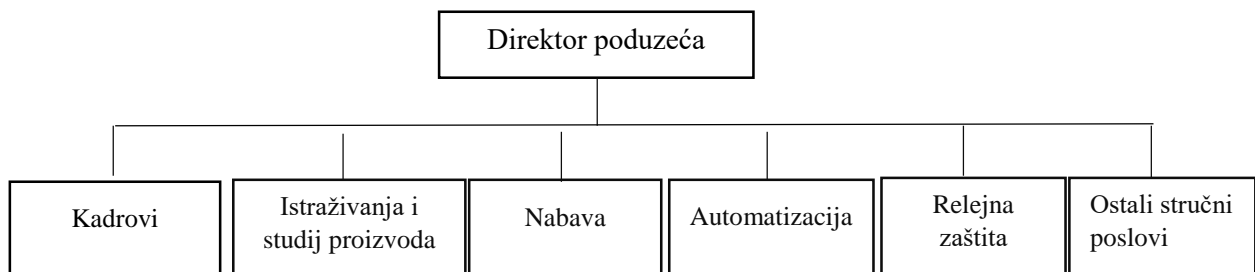 Direktor poduzeća
Kadrovi
Istraživanja i
studij proizvoda
Nabava
Automatizacija
Relejna
zaštita
Ostali stručni
poslovi